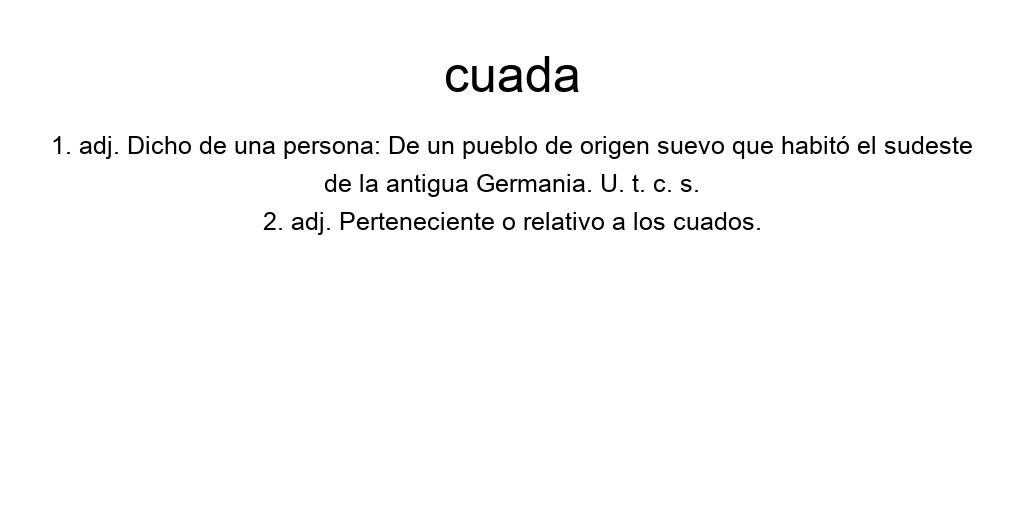 cuada
1. adj. Dicho de una persona: De un pueblo de origen suevo que habitó el sudeste
de la antigua Germania. U. t. c. s.
2. adj. Perteneciente o relativo a los cuados.